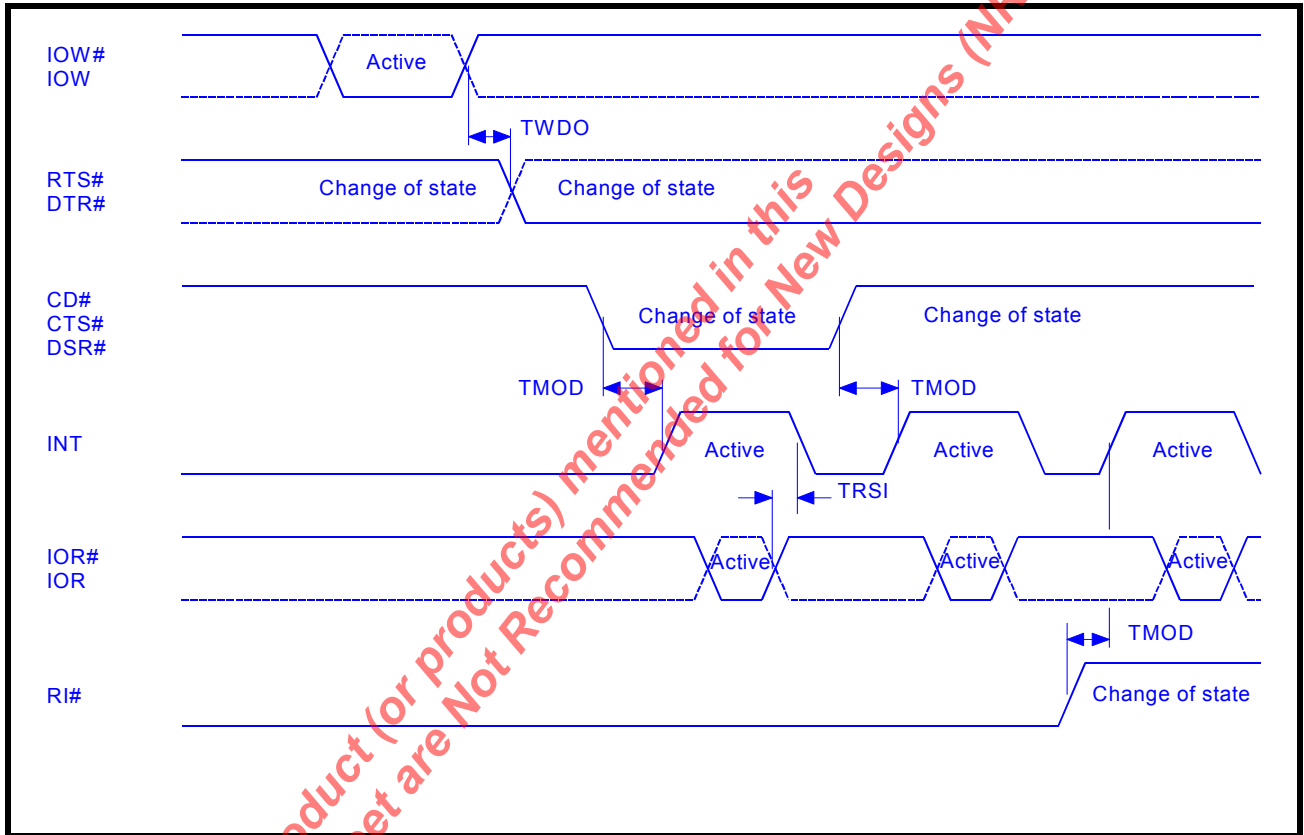 IOW#
IOW
Active
TWDO
RTS#
DTR#
Change of state
Change of state
CD#
CTS#
DSR#
Change of state
Change of state
TMOD
TMOD
INT
Active
Active
Active
TRSI
IOR#
IOR
Active
Active
Active
TMOD
RI#
Change of state
oduct (or products) mentioned in this
eet are Not Recommended for New Designs (NR